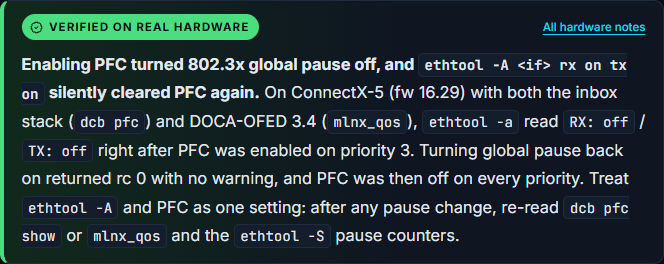 VERIFIED ON REAL HARDWARE
All hardware notes
Enabling PFC turned 802.3x global pause off, and ethtool -A <if> rx on tx
on silently cleared PFC again. On ConnectX-5 (fw 16.29) with both the inbox
stack ( dcb pfc ) and DOCA-OFED 3.4 ( mlnx_qos ), ethtool -a read RX: off /
TX: off right after PFC was enabled on priority 3. Turning global pause back
on returned rc 0 with no warning, and PFC was then off on every priority. Treat
ethtool -A and PFC as one setting: after any pause change, re-read dcb pfc
show or mlnx_qos and the ethtool -S pause counters.